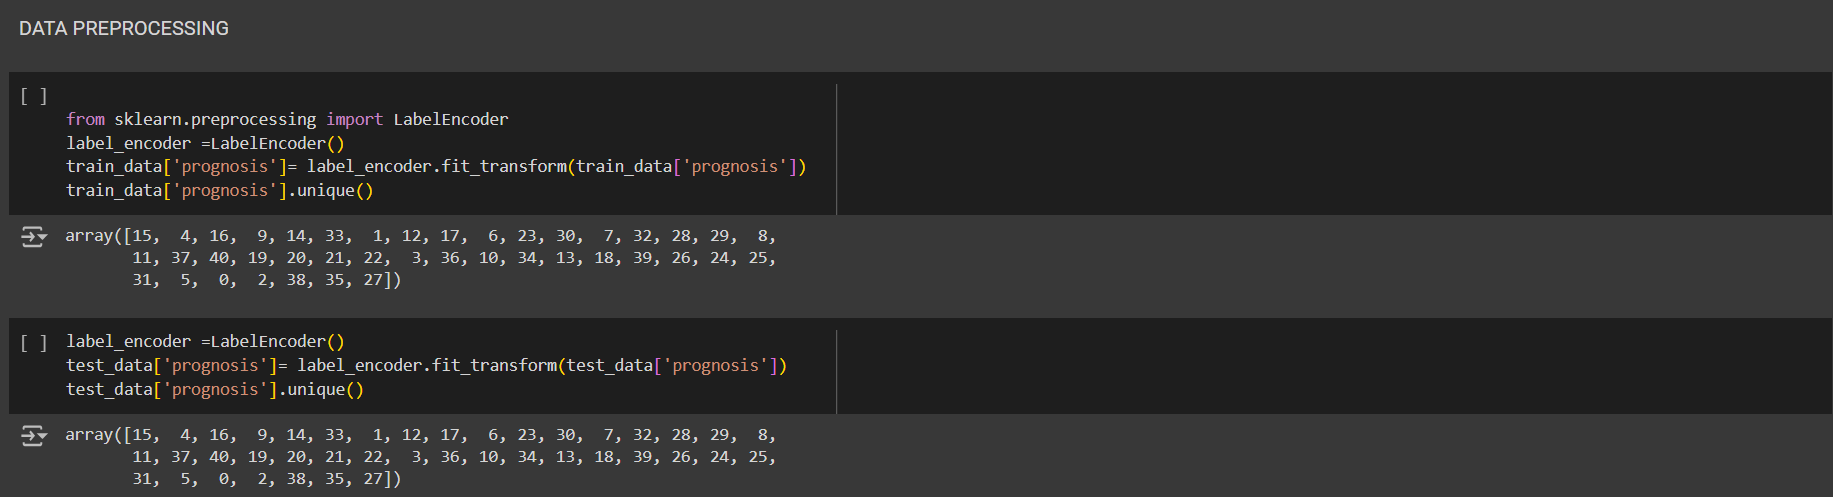 DATA PREPROCESSING
[ ]
from sklearn.preprocessing import LabelEncoder
label_encoder =LabelEncoder()
train_data['prognosis']= label_encoder.fit_transform(train_data['prognosis'])
train_data['prognosis'].unique()
array([15,  4, 16,  9, 14, 33,  1, 12, 17,  6, 23, 30,  7, 32, 28, 29,  8,
       11, 37, 40, 19, 20, 21, 22,  3, 36, 10, 34, 13, 18, 39, 26, 24, 25,
       31,  5,  0,  2, 38, 35, 27])
[ ] label_encoder =LabelEncoder()
test_data['prognosis']= label_encoder.fit_transform(test_data['prognosis'])
test_data['prognosis'].unique()
array([15,  4, 16,  9, 14, 33,  1, 12, 17,  6, 23, 30,  7, 32, 28, 29,  8,
       11, 37, 40, 19, 20, 21, 22,  3, 36, 10, 34, 13, 18, 39, 26, 24, 25,
       31,  5,  0,  2, 38, 35, 27])